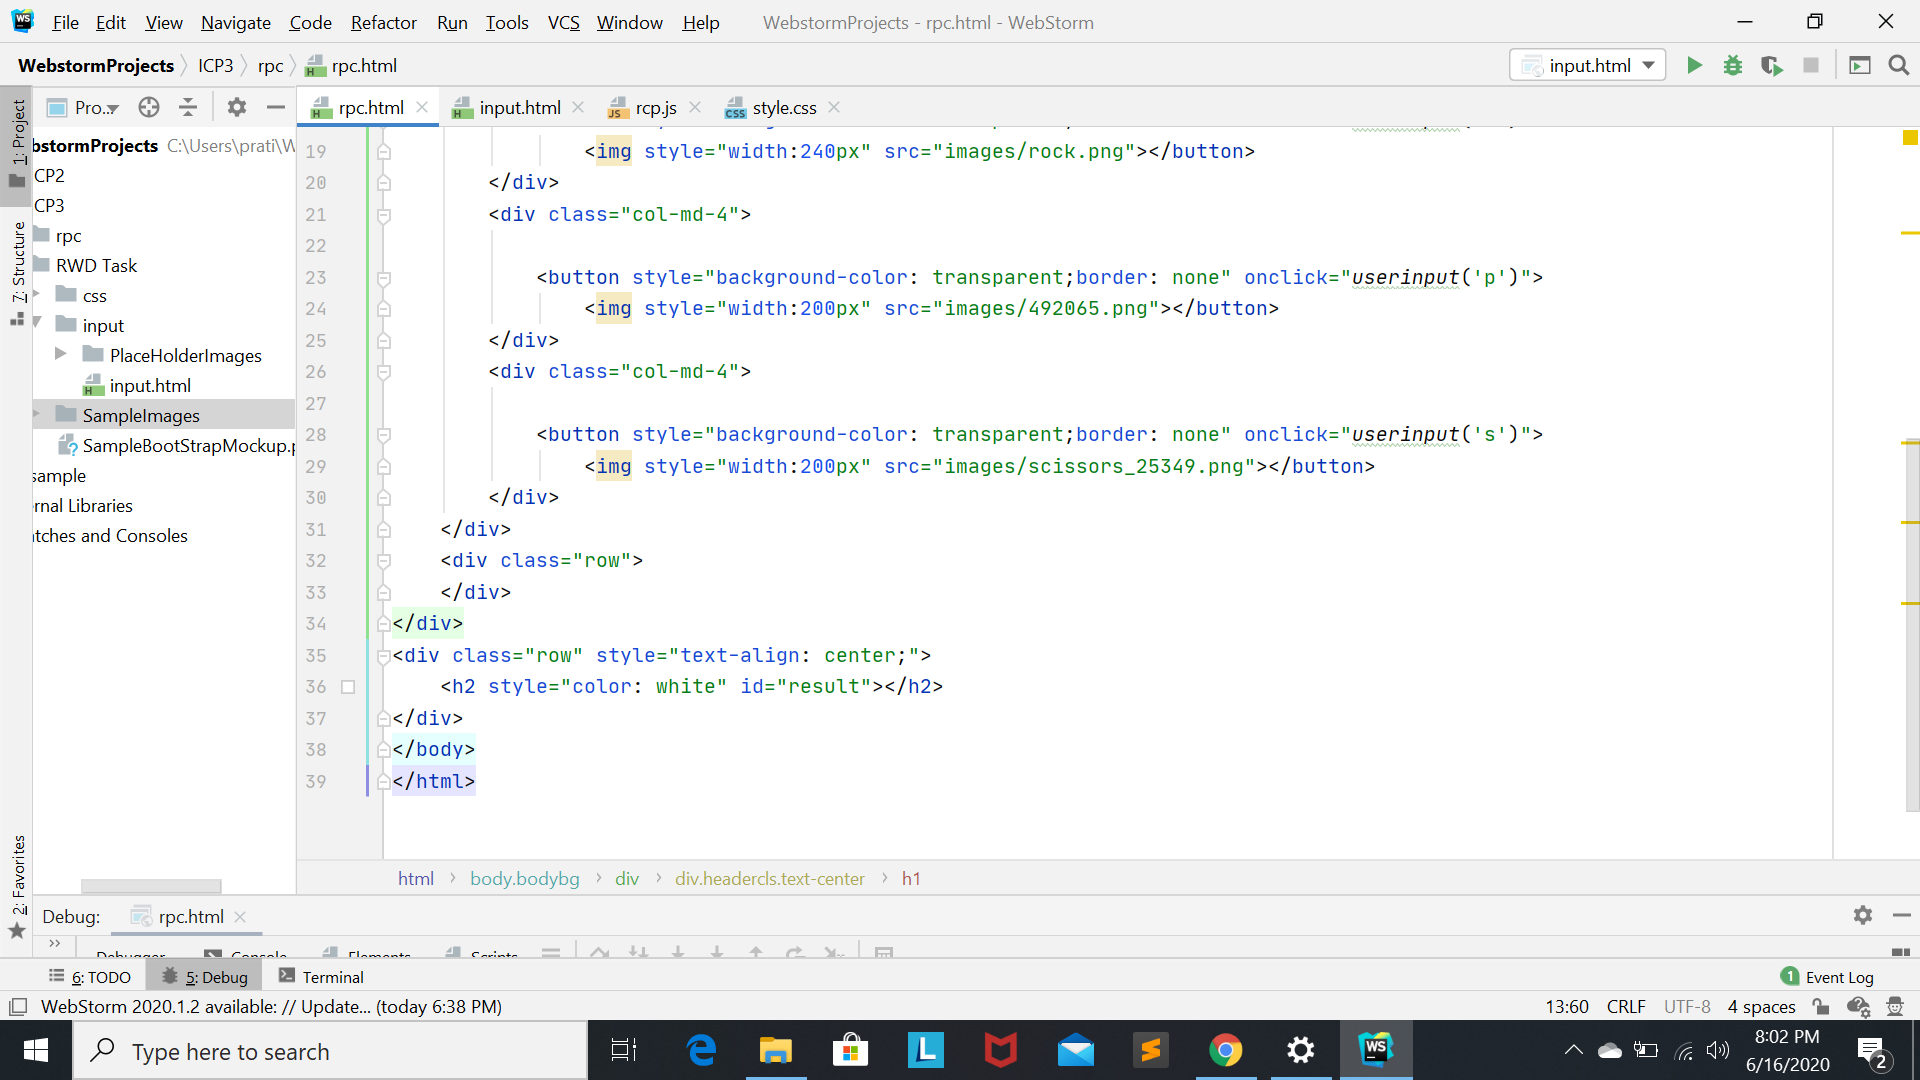 File Edit View Navigate Code Refactor Run Tools VCS Window Help WebstormProjects - rpc.html - WebStorm
WebstormProjects ICP3 rpc rpc.html input.html
1: Project Pro.. rpc.html input.html rcp.js style.css
bstormProjects C:\Users\prati\W
CP2
CP3
rpc
RWD Task
css
input
PlaceHolderImages
input.html
SampleImages
SampleBootStrapMockup.p
sample
ernal Libraries
atches and Consoles
7: Structure
2: Favorites
19 <img style="width:240px" src="images/rock.png"></button>
20 </div>
21 <div class="col-md-4">
22
23 <button style="background-color: transparent;border: none" onclick="userinput('p')">
24 <img style="width:200px" src="images/492065.png"></button>
25 </div>
26 <div class="col-md-4">
27
28 <button style="background-color: transparent;border: none" onclick="userinput('s')">
29 <img style="width:200px" src="images/scissors_25349.png"></button>
30 </div>
31 </div>
32 <div class="row">
33 </div>
34 </div>
35 <div class="row" style="text-align: center;">
36 <h2 style="color: white" id="result"></h2>
37 </div>
38 </body>
39 </html>
html body.bodybg div div.headercls.text-center h1
Debug: rpc.html
Debugger Console Elements Scripts
6: TODO 5: Debug Terminal 1 Event Log
WebStorm 2020.1.2 available: // Update... (today 6:38 PM) 13:60 CRLF UTF-8 4 spaces
Type here to search
8:02 PM
6/16/2020
2